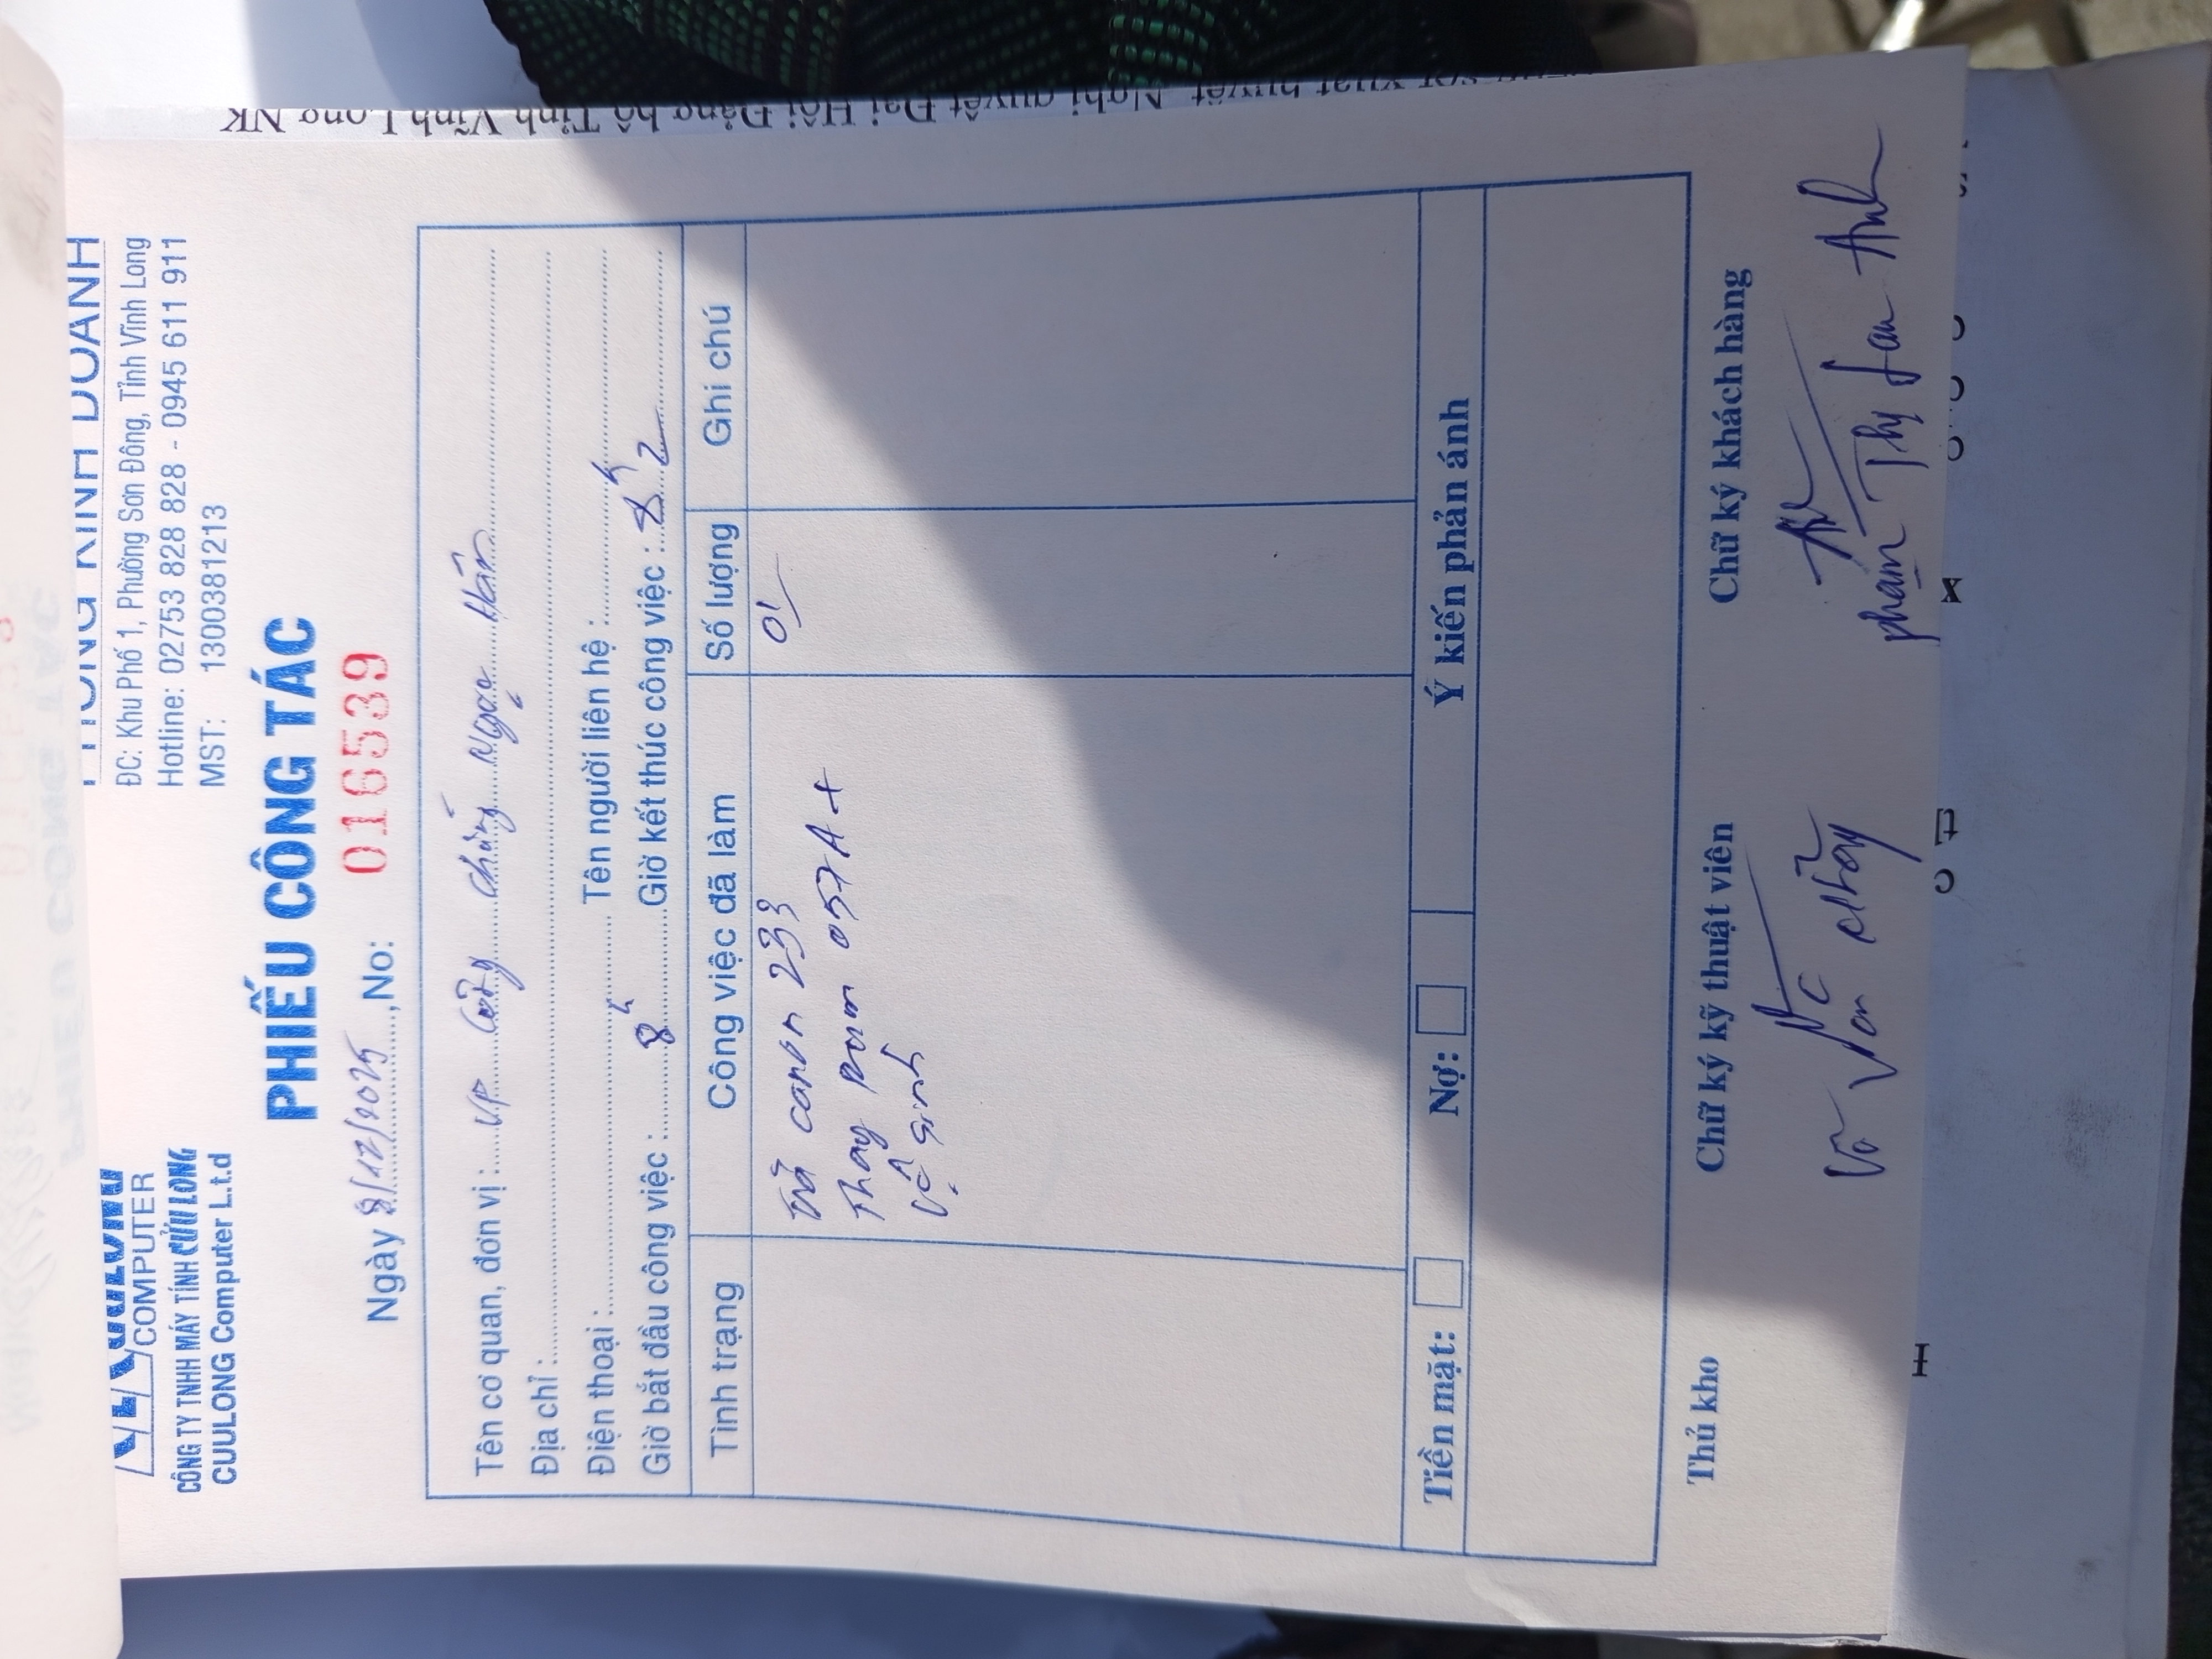 COMPUTER
CÔNG TY TNHH MÁY TÍNH CỬU LONG
CUULONG Computer L.t.d
PHÒNG KINH DOANH
ĐC: Khu Phố 1, Phường Sơn Đông, Tỉnh Vĩnh Long
Hotline: 02753 828 828 - 0945 611 911
MST: 1300381213
PHIẾU CÔNG TÁC
Ngày 8/12/2025, No: 016539
Tên cơ quan, đơn vị : VP Công chứng Ngọc Hân
Địa chỉ :
Điện thoại : Tên người liên hệ :
Giờ bắt đầu công việc : 8h Giờ kết thúc công việc : 8h 2
Tình trạng Công việc đã làm Số lượng Ghi chú
Trả canon 233 01
Thay drum 057A +
Vệ sinh
Tiền mặt: Nợ: Ý kiến phản ánh
Thủ kho Chữ ký kỹ thuật viên Chữ ký khách hàng
Võ Văn Phạm Thị Lan Anh
Nghị quyết Đại Hội Đảng bộ Tỉnh Vĩnh Long NK